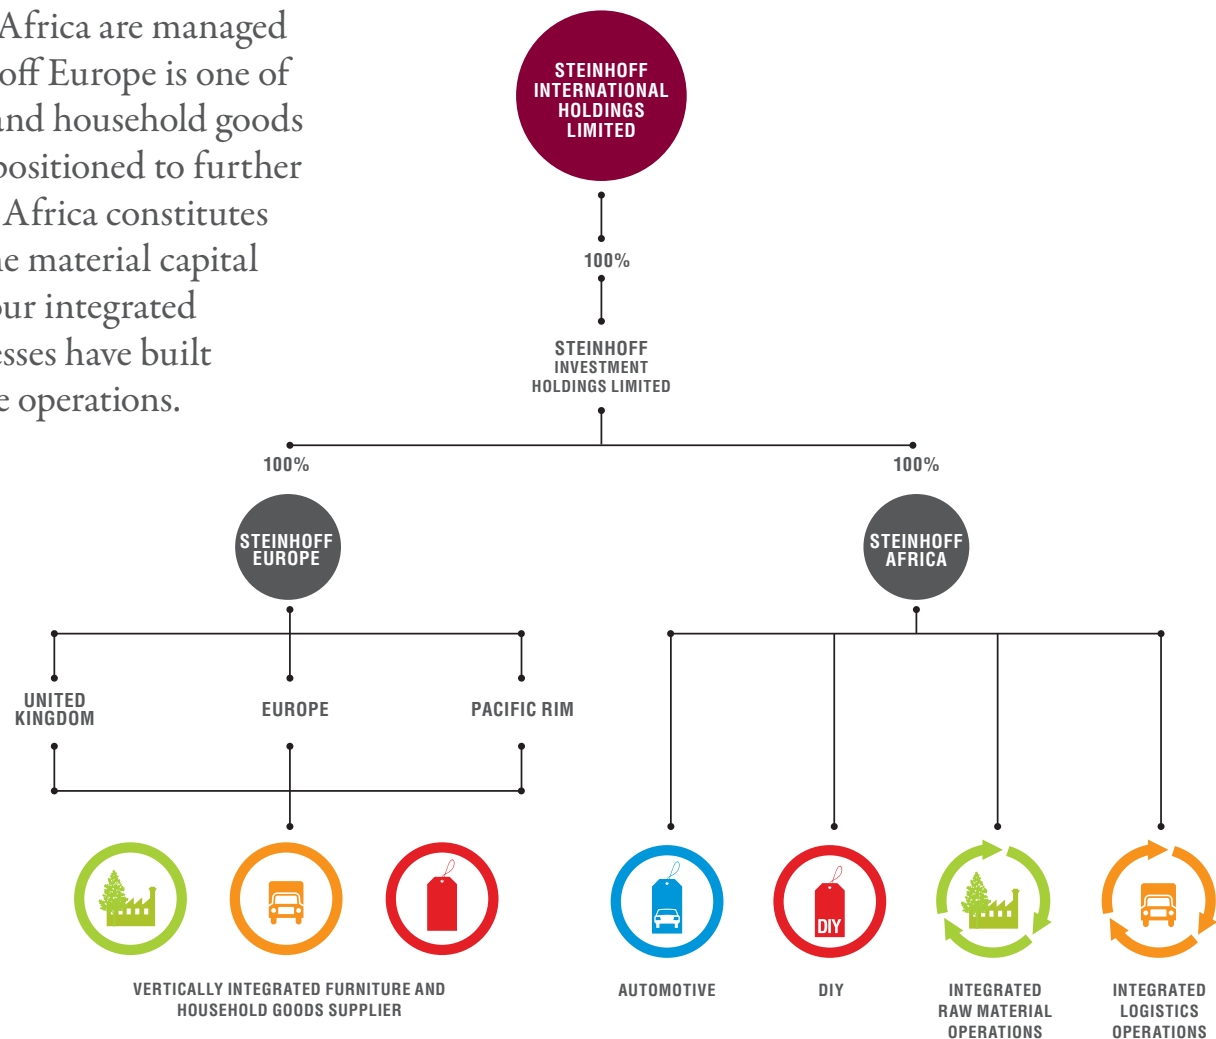 Africa are managed
off Europe is one of
and household goods
positioned to further
Africa constitutes
material capital
our integrated
have built
operations.
STEINHOFF
INTERNATIONAL
HOLDINGS
LIMITED
100%
STEINHOFF
INVESTMENT
HOLDINGS LIMITED
100%
100%
STEINHOFF
EUROPE
STEINHOFF
AFRICA
UNITED
KINGDOM
EUROPE
PACIFIC RIM
DIY
VERTICALLY INTEGRATED FURNITURE AND
HOUSEHOLD GOODS SUPPLIER
AUTOMOTIVE
DIY
INTEGRATED
RAW MATERIAL
OPERATIONS
INTEGRATED
LOGISTICS
OPERATIONS